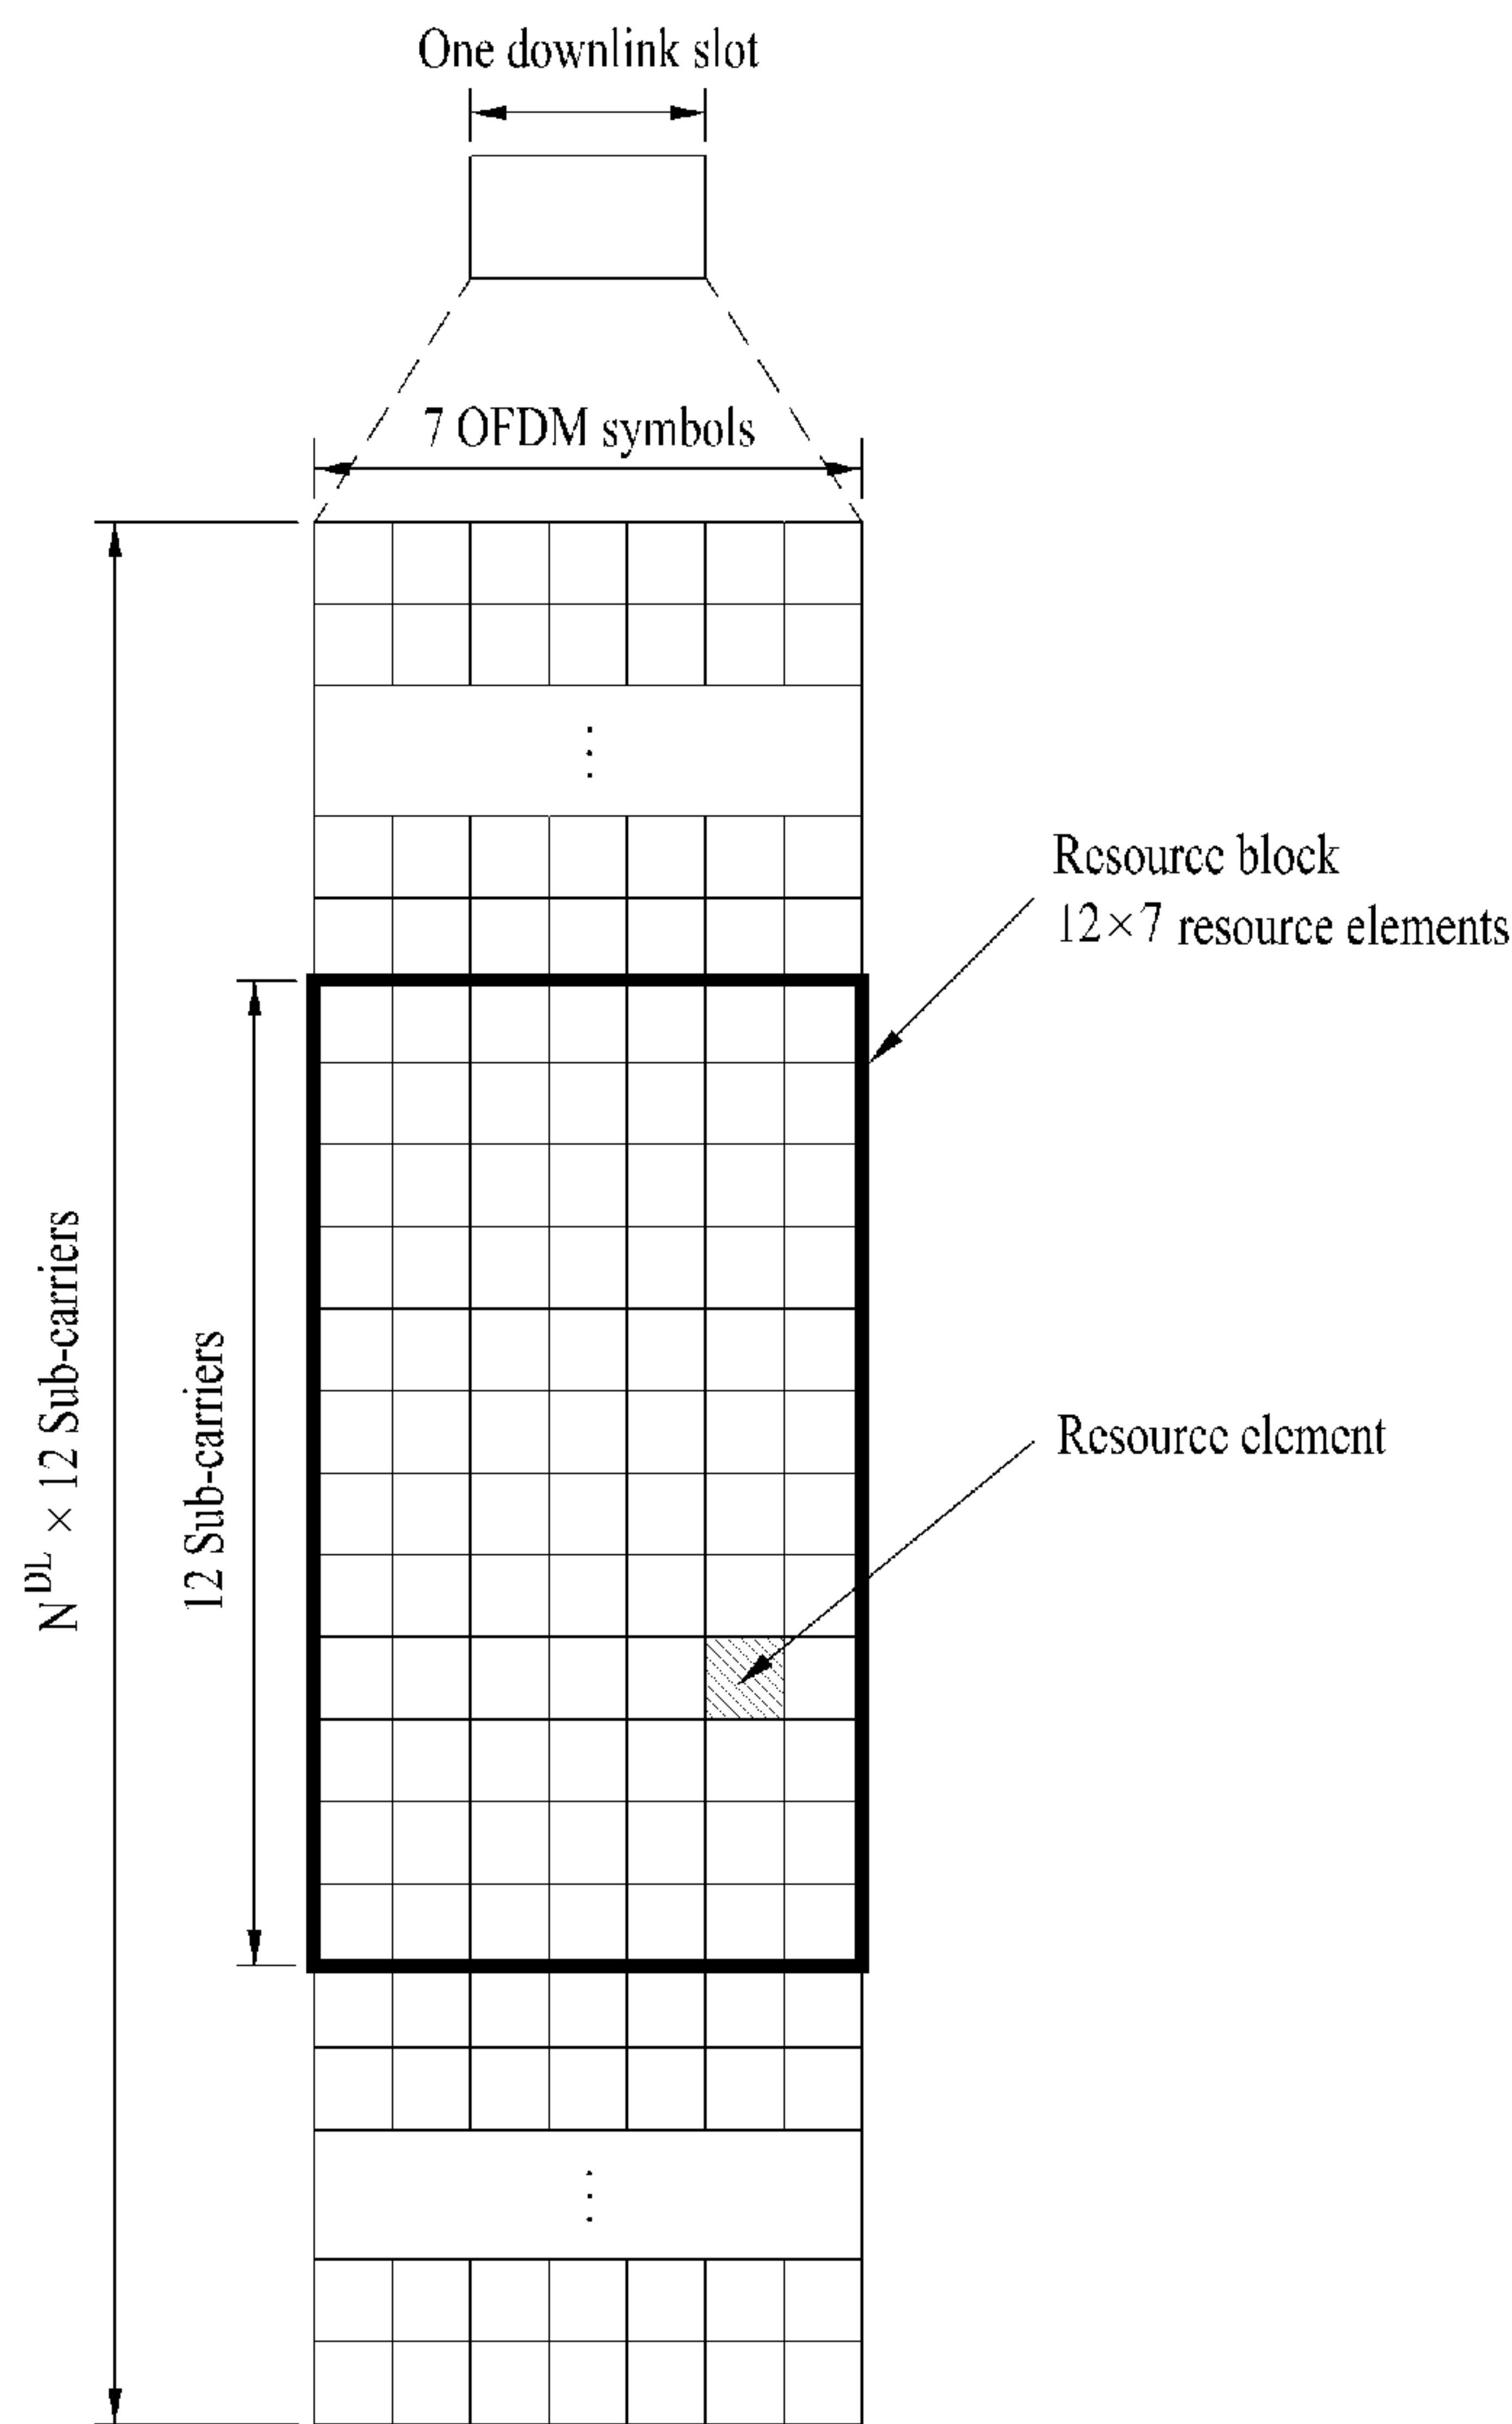 One downlink slot
7 OFDM symbols
Resource block
12×7 resource elements
Resource element
12 Sub-carriers
N^DL × 12 Sub-carriers